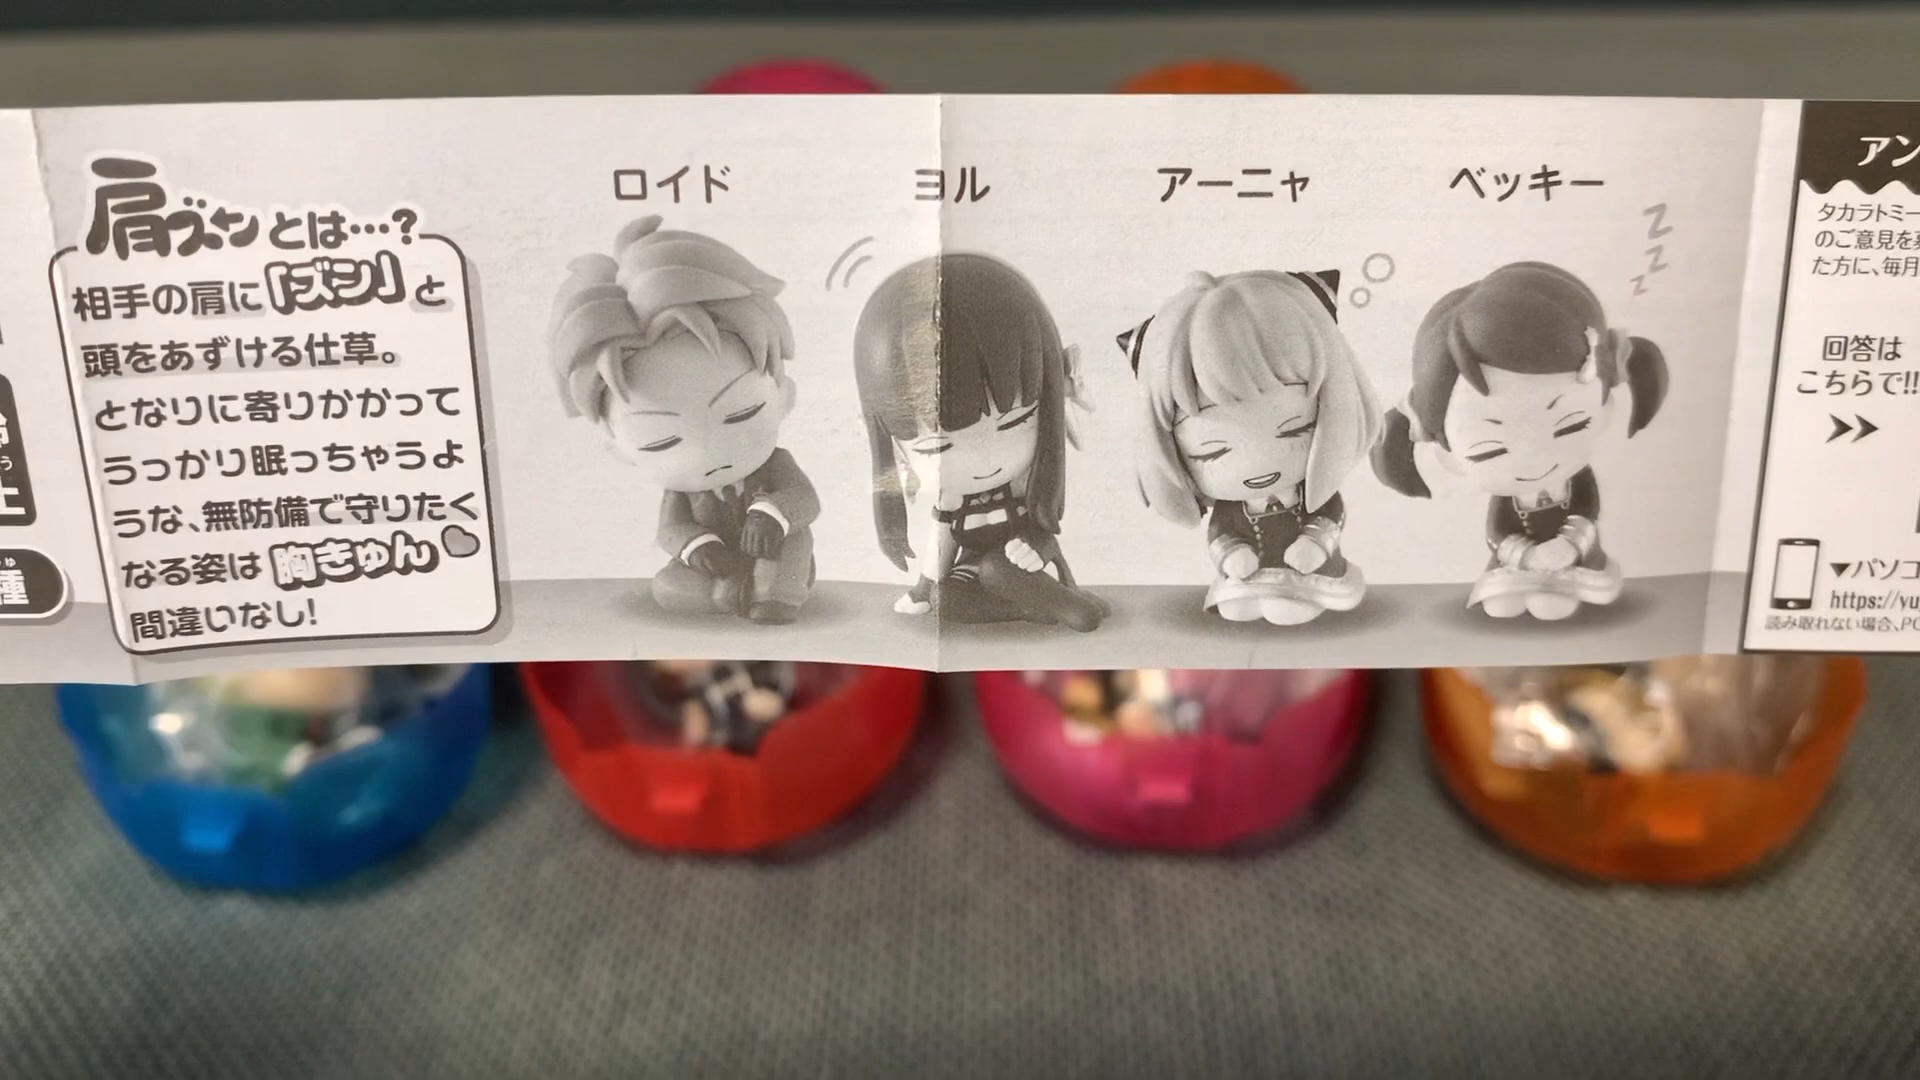 肩ズンとは…?
相手の肩に「ズン」と
頭をあずける仕草。
となりに寄りかかって
うっかり眠っちゃうよ
うな、無防備で守りたく
なる姿は胸きゅん
間違いなし!
ロイド
ヨル
アーニャ
ベッキー
z
z
z
アン
タカラトミー
のご意見を
た方に、毎月
回答は
こちらで!!
▼パソコ
https://yu
読み取れない場合、PC
種